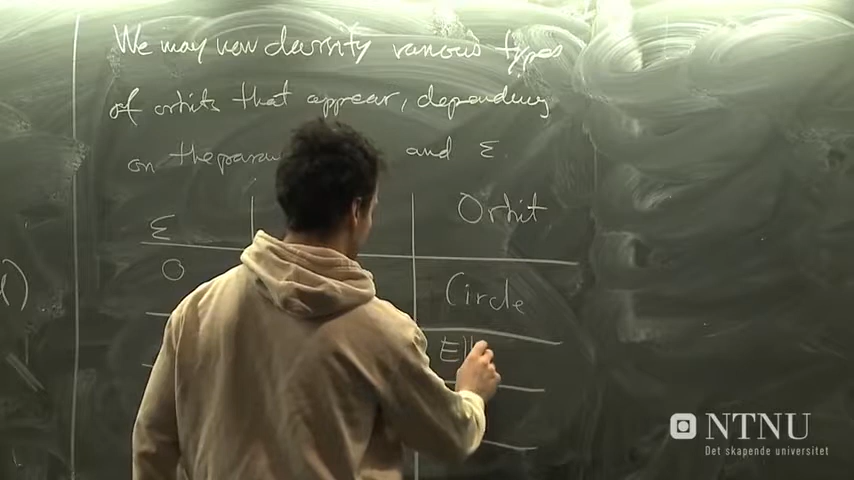 We may now classify various types
of orbits that appear, depending
on the param and ε.
ε Orbit
0 Circle
Ell
d)
NTNU
Det skapende universitet